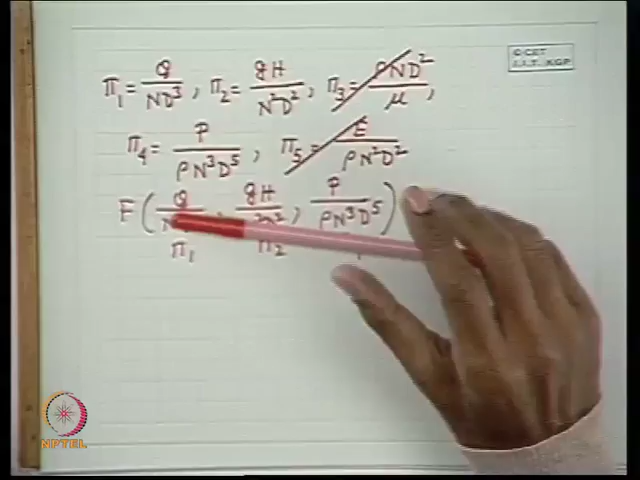 © CET
I.I.T. KGP
π₁ = Q/ND³, π₂ = gH/N²D², π₃ = ρND²/μ,
π₄ = P/ρN³D⁵, π₅ = E/ρN²D²
F(Q/, gH/, P/ρN³D⁵)
π₁ π₂
NPTEL